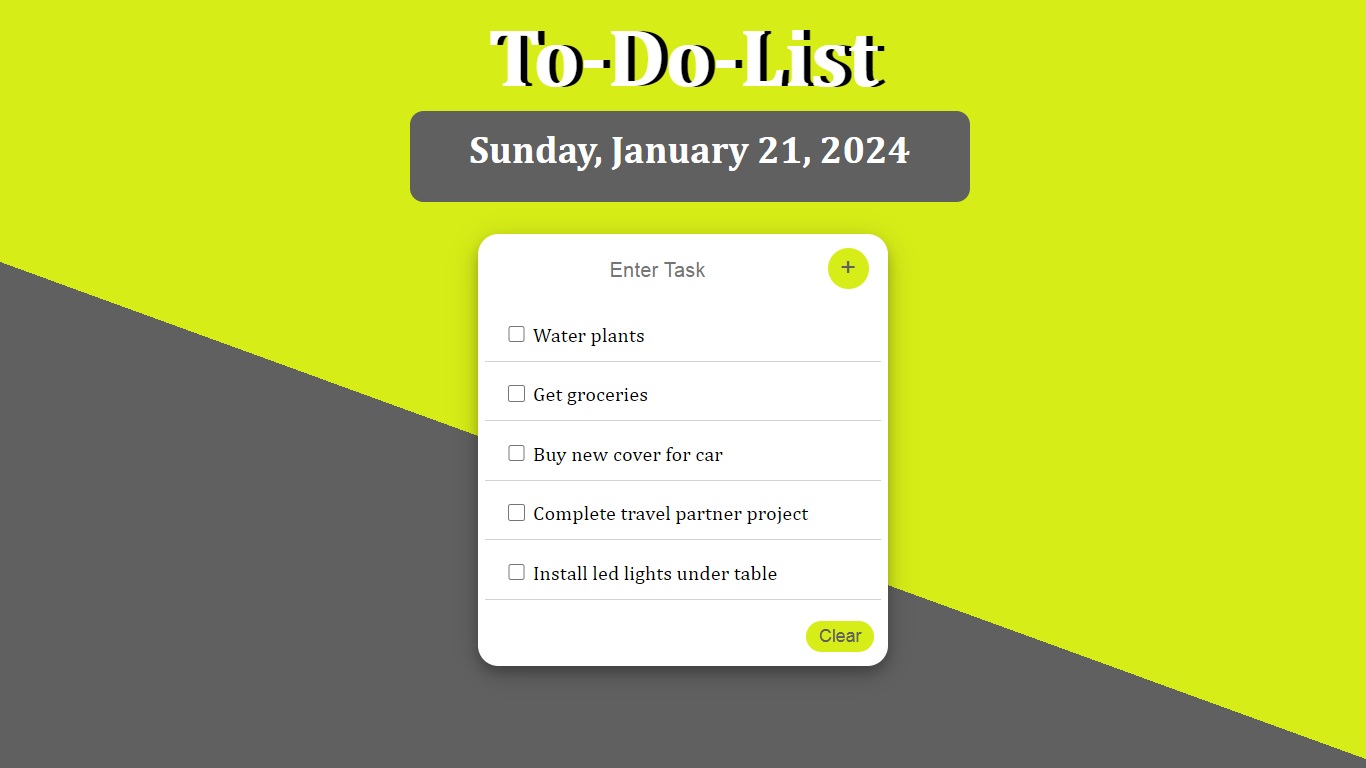 To-Do-List
Sunday, January 21, 2024
Enter Task
+
Water plants
Get groceries
Buy new cover for car
Complete travel partner project
Install led lights under table
Clear